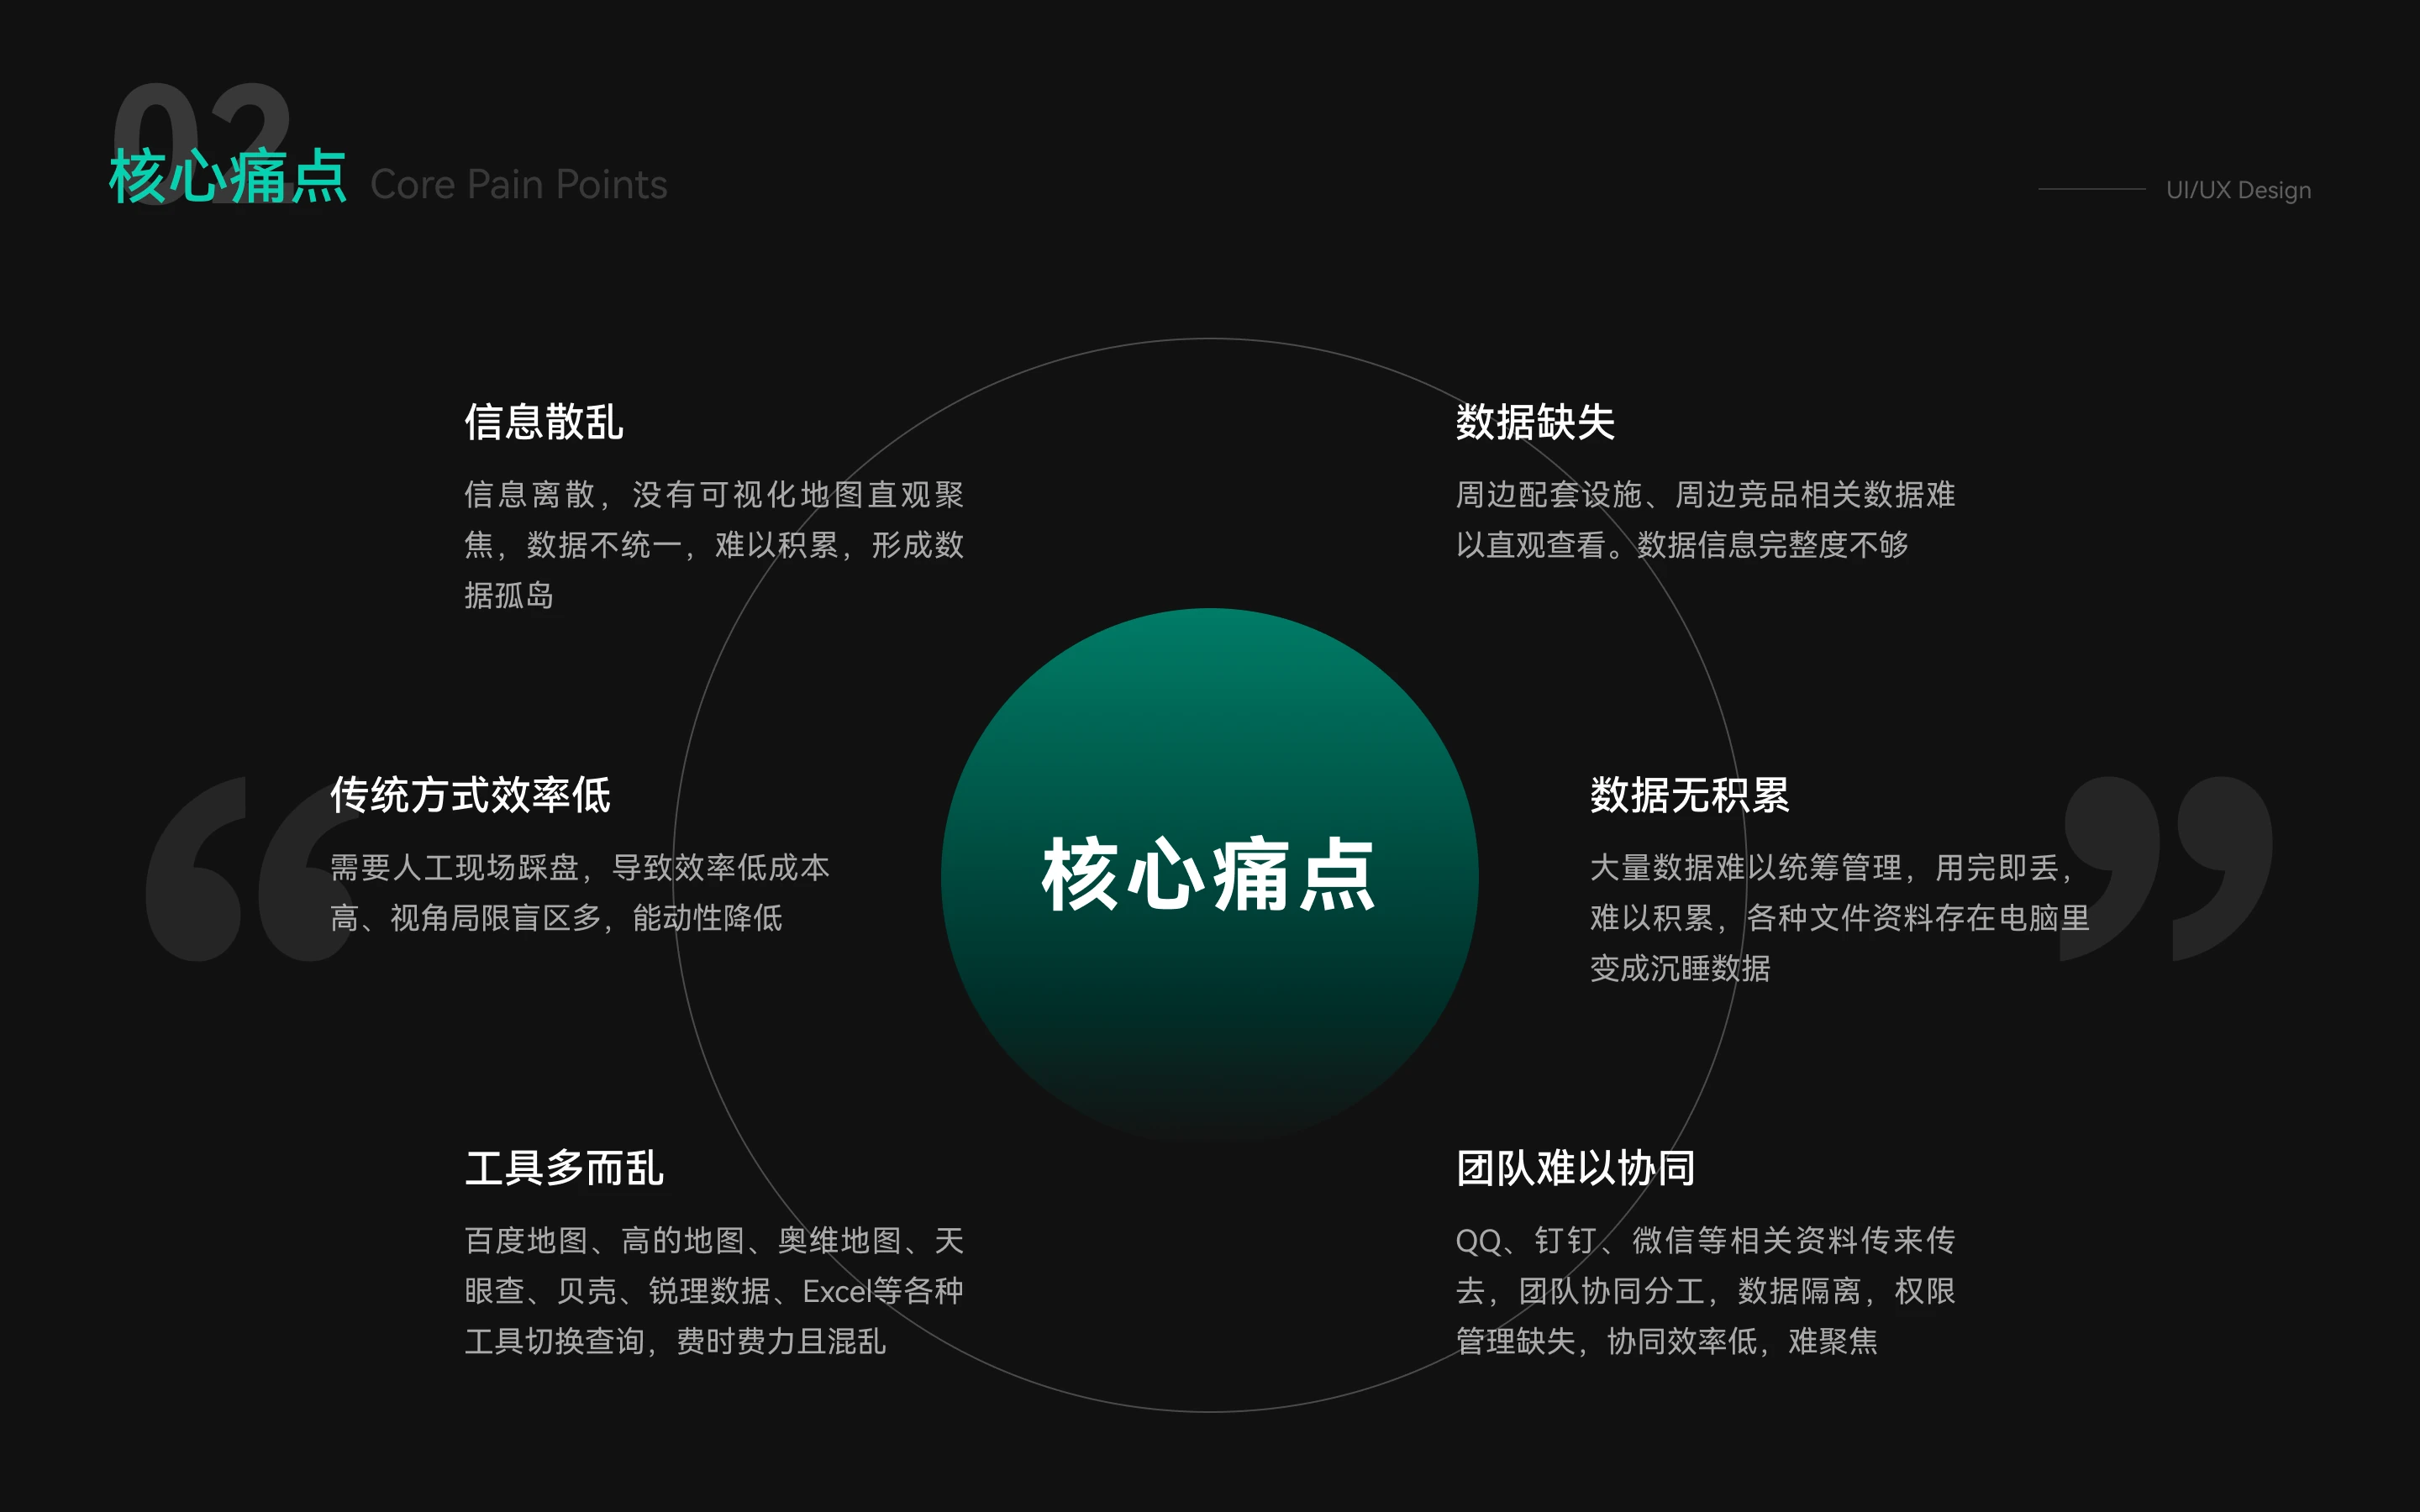 02
核心痛点 Core Pain Points
UI/UX Design
信息散乱
信息离散，没有可视化地图直观聚
焦，数据不统一，难以积累，形成数
据孤岛
数据缺失
周边配套设施、周边竞品相关数据难
以直观查看。数据信息完整度不够
传统方式效率低
需要人工现场踩盘，导致效率低成本
高、视角局限盲区多，能动性降低
核心痛点
数据无积累
大量数据难以统筹管理，用完即丢，
难以积累，各种文件资料存在电脑里
变成沉睡数据
工具多而乱
百度地图、高的地图、奥维地图、天
眼查、贝壳、锐理数据、Excel等各种
工具切换查询，费时费力且混乱
团队难以协同
QQ、钉钉、微信等相关资料传来传
去，团队协同分工，数据隔离，权限
管理缺失，协同效率低，难聚焦